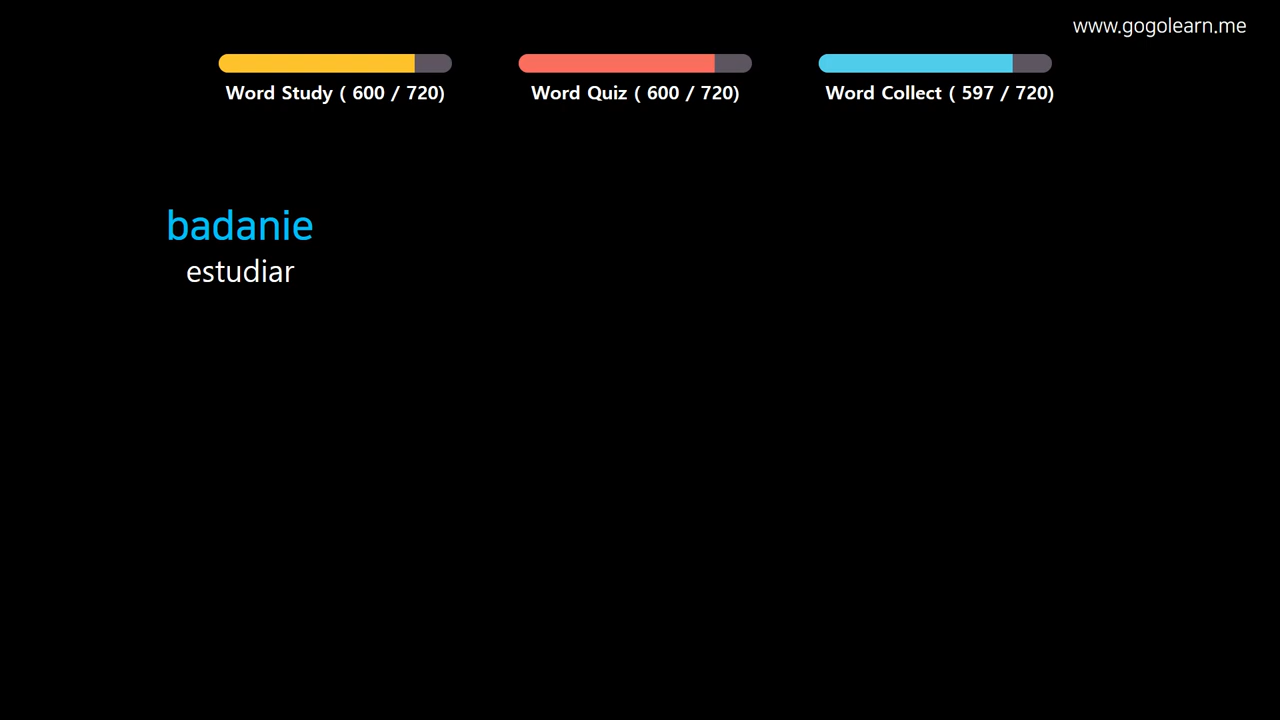 www.gogolearn.me
Word Study ( 600 / 720)
Word Quiz ( 600 / 720)
Word Collect ( 597 / 720)
badanie
estudiar